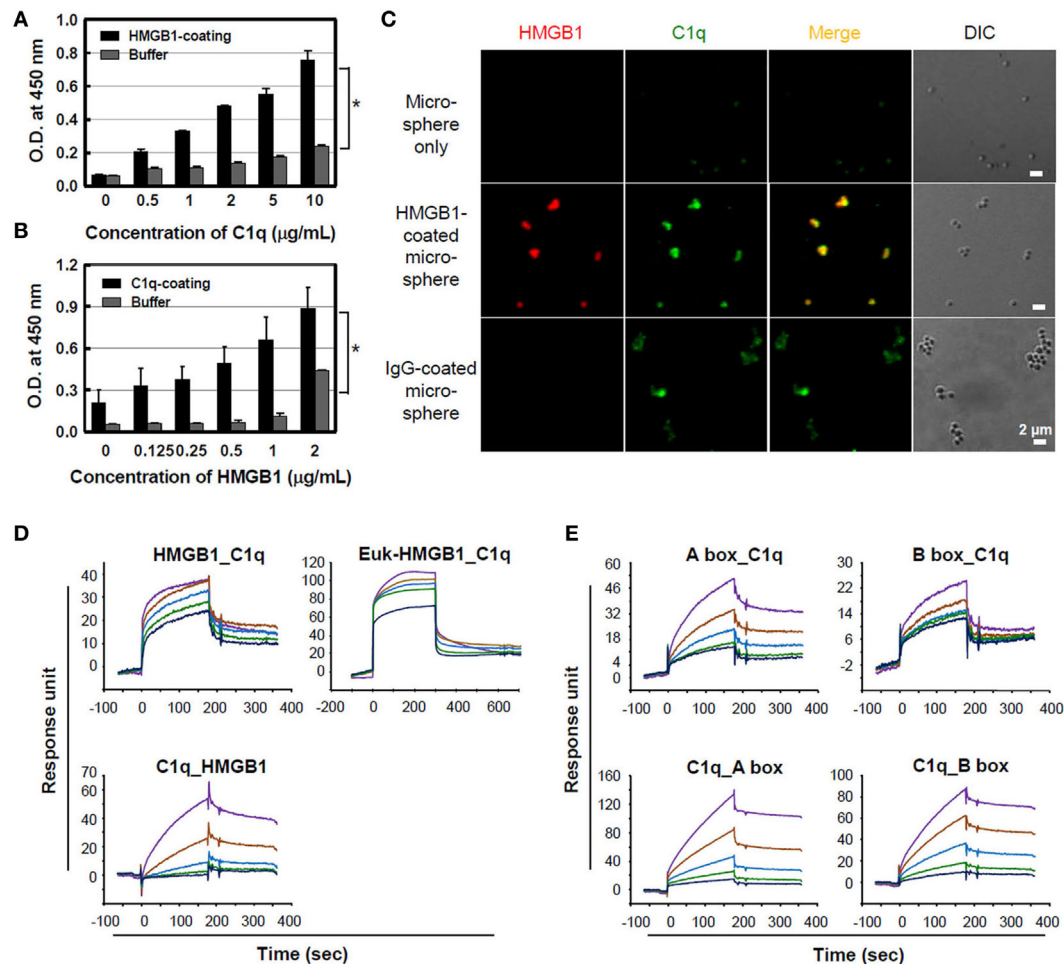 A
1.0
0.8
0.6
0.4
0.2
0.0
O.D. at 450 nm
HMGB1-coating
Buffer
*
0 0.5 1 2 5 10
Concentration of C1q (μg/mL)
B
1.2
0.9
0.6
0.3
0.0
O.D. at 450 nm
C1q-coating
Buffer
*
0 0.125 0.25 0.5 1 2
Concentration of HMGB1 (μg/mL)
C
HMGB1 C1q Merge DIC
Micro-
sphere
only
HMGB1-
coated
micro-
sphere
IgG-coated
micro-
sphere
2 μm
D
Response unit
HMGB1_C1q
40
30
20
10
0
-100 0 100 200 300 400
Euk-HMGB1_C1q
120
100
80
60
40
20
0
-200 0 200 400 600
C1q_HMGB1
70
60
50
40
30
20
10
0
-10
-20
-100 0 100 200 300 400
Time (sec)
E
Response unit
A box_C1q
60
46
32
18
4
0
-100 0 100 200 300 400
B box_C1q
30
22
14
6
-2
-100 0 100 200 300 400
C1q_A box
160
120
80
40
0
-100 0 100 200 300 400
C1q_B box
100
80
60
40
20
0
-100 0 100 200 300 400
Time (sec)